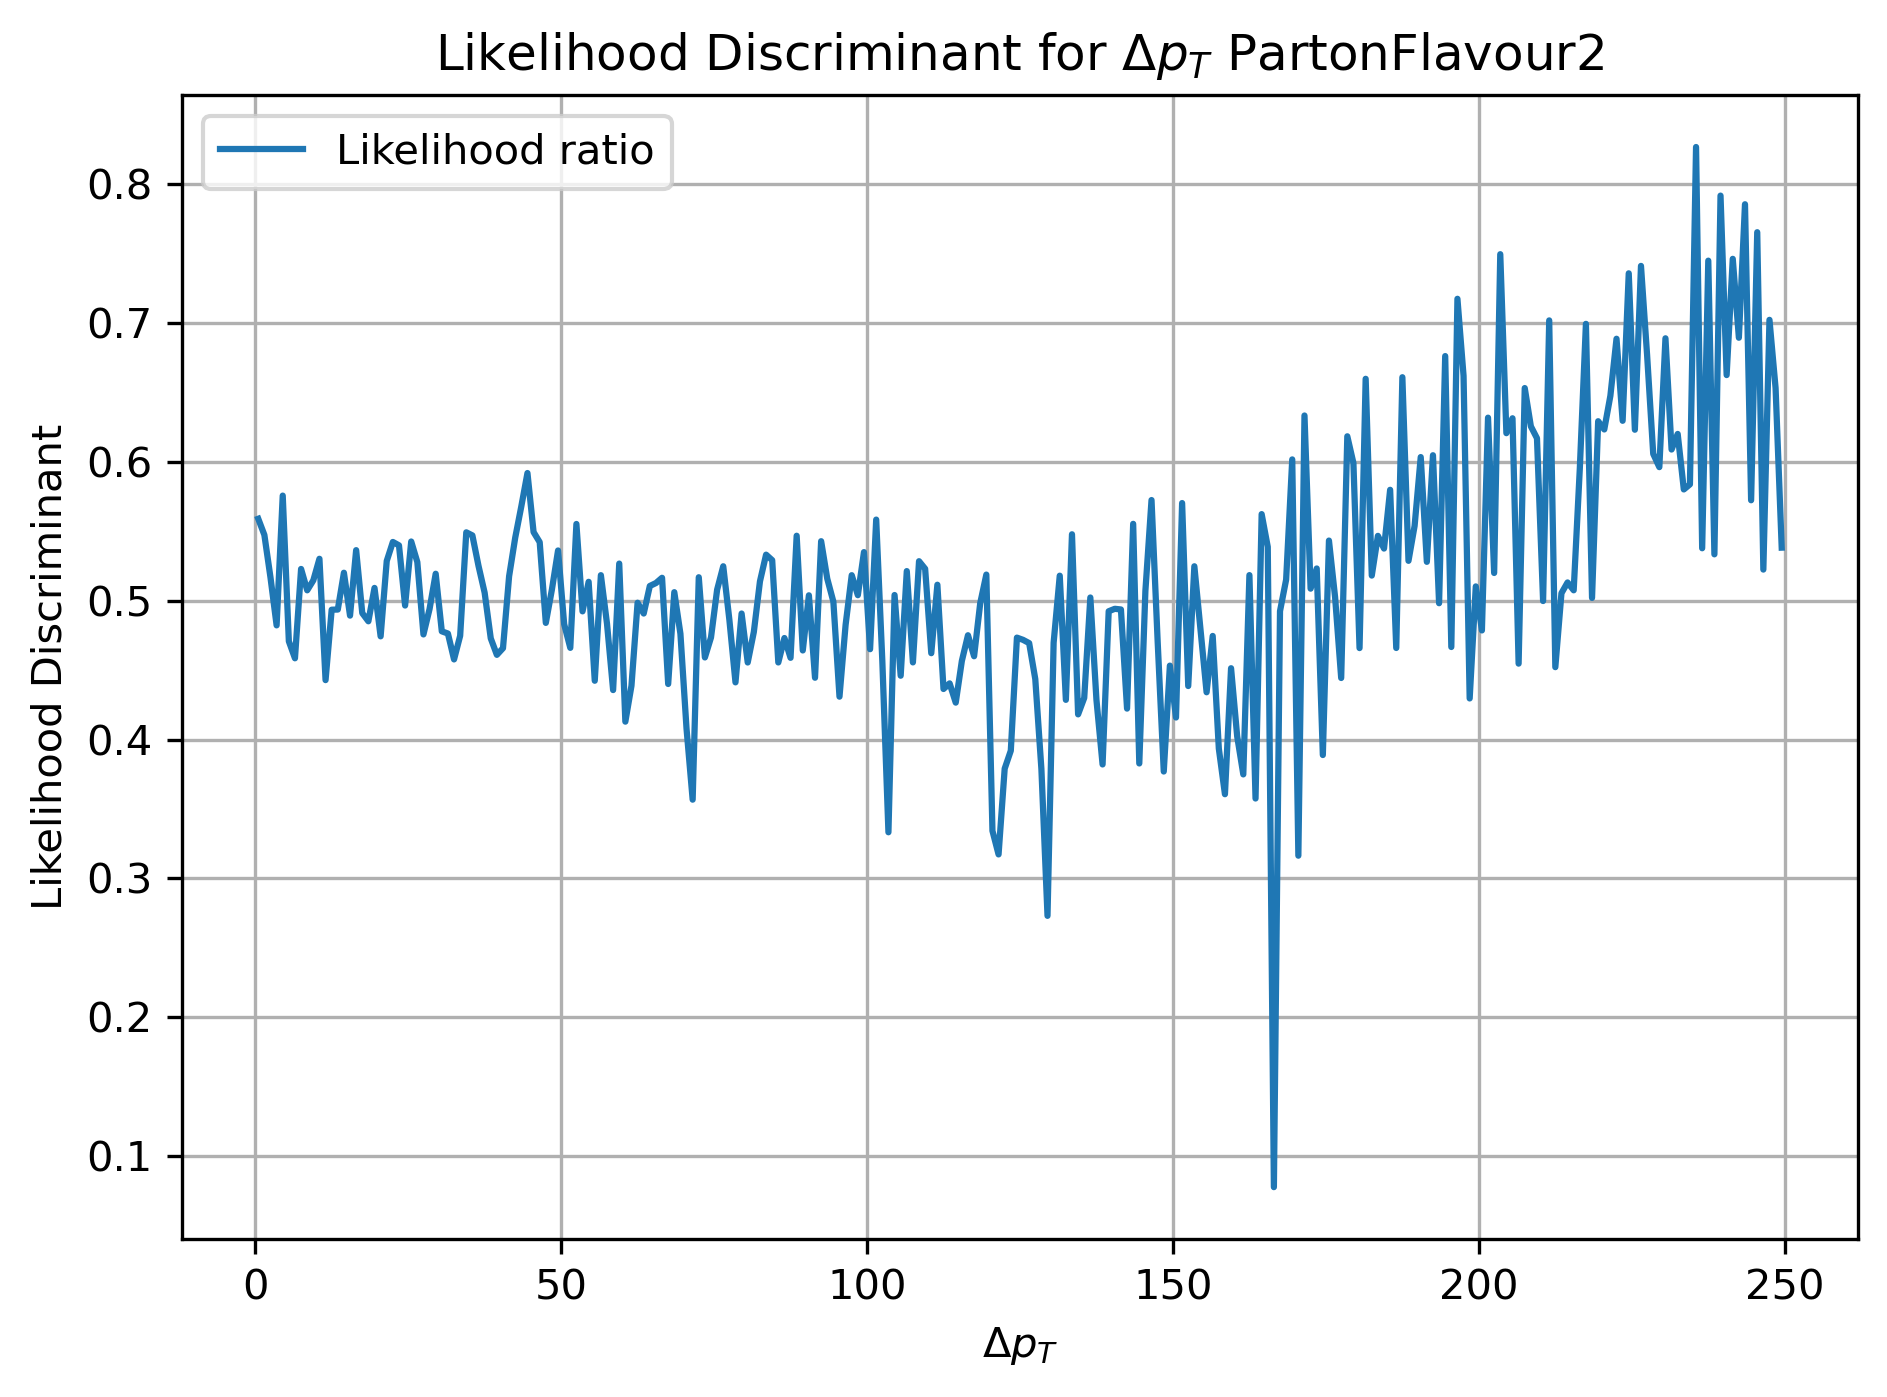 Likelihood Discriminant for Δp_T PartonFlavour2
Likelihood ratio
Likelihood Discriminant
0.8
0.7
0.6
0.5
0.4
0.3
0.2
0.1
0 50 100 150 200 250
Δp_T